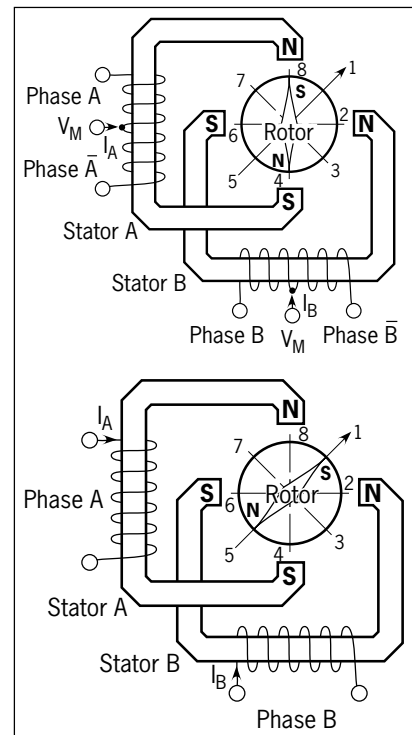 N
8
1
7
S
Phase A
V_M
I_A
S
6
Rotor
2
N
Phase A̅
5
N
4
3
S
Stator A
Stator B
I_B
Phase B
V_M
Phase B̅
N
I_A
8
1
7
S
Phase A
S
6
Rotor
2
N
N
5
4
3
S
Stator A
Stator B
I_B
Phase B